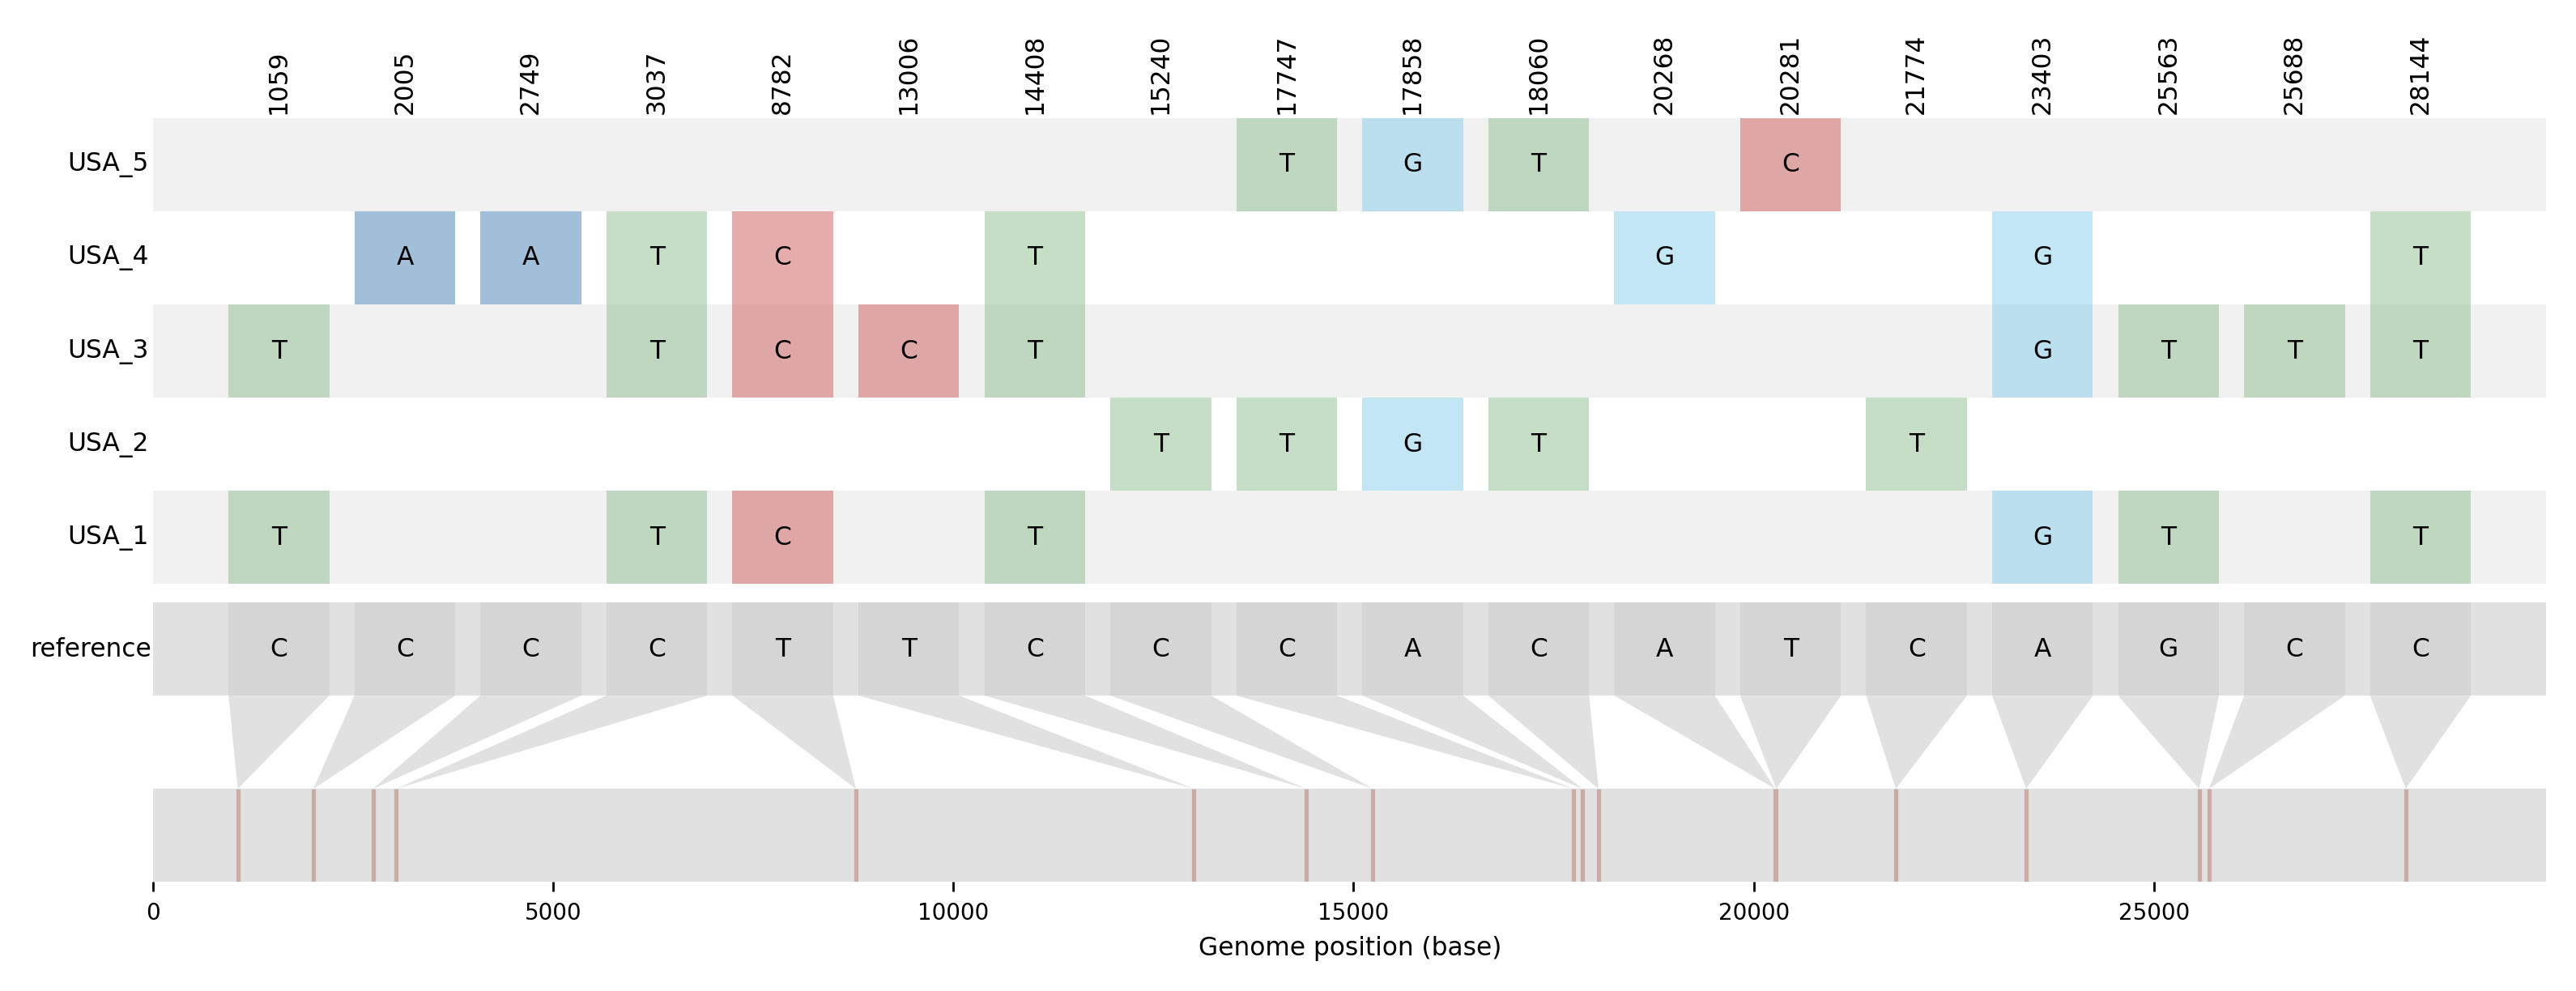 1059 2005 2749 3037 8782 13006 14408 15240 17747 17858 18060 20268 20281 21774 23403 25563 25688 28144
USA_5 T G T C
USA_4 A A T C T G G T
USA_3 T T C C T G T T T
USA_2 T T G T T
USA_1 T T C T G T T
reference C C C C T T C C C A C A T C A G C C
0 5000 10000 15000 20000 25000
Genome position (base)